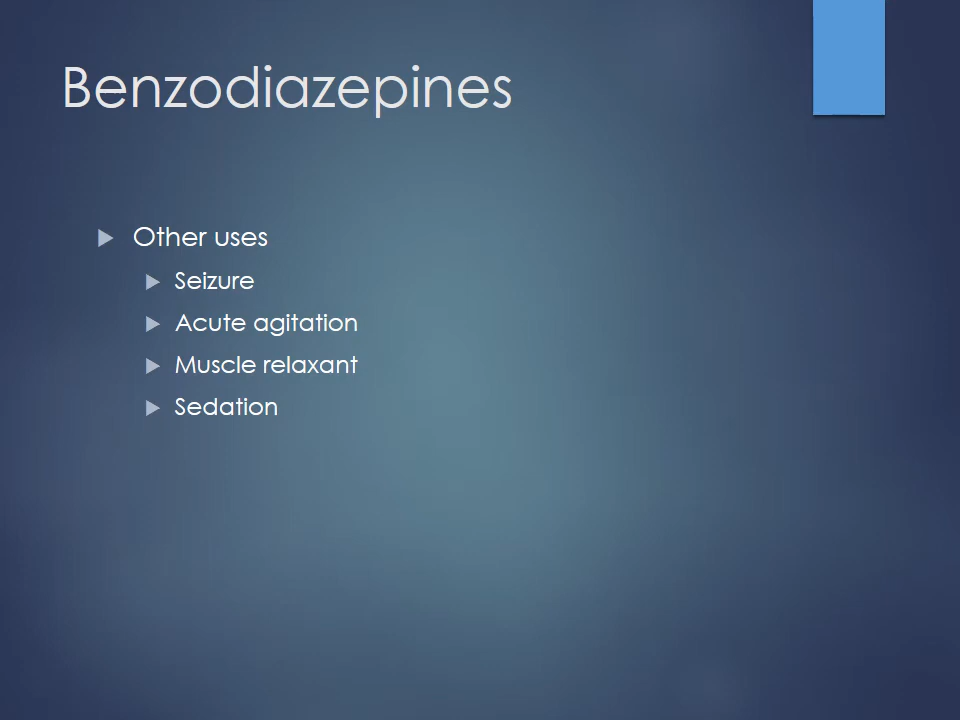 Benzodiazepines
Other uses
Seizure
Acute agitation
Muscle relaxant
Sedation